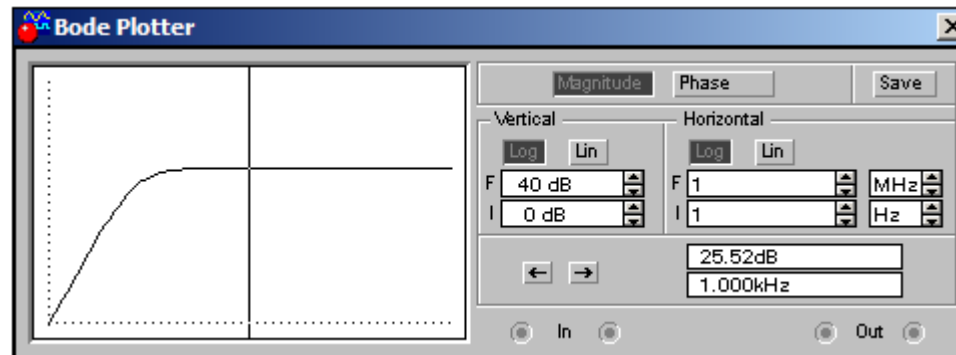 Bode Plotter
Magnitude Phase Save
Vertical Horizontal
Log Lin Log Lin
F 40 dB F 1 MHz
I 0 dB I 1 Hz
25.52dB
1.000kHz
In Out